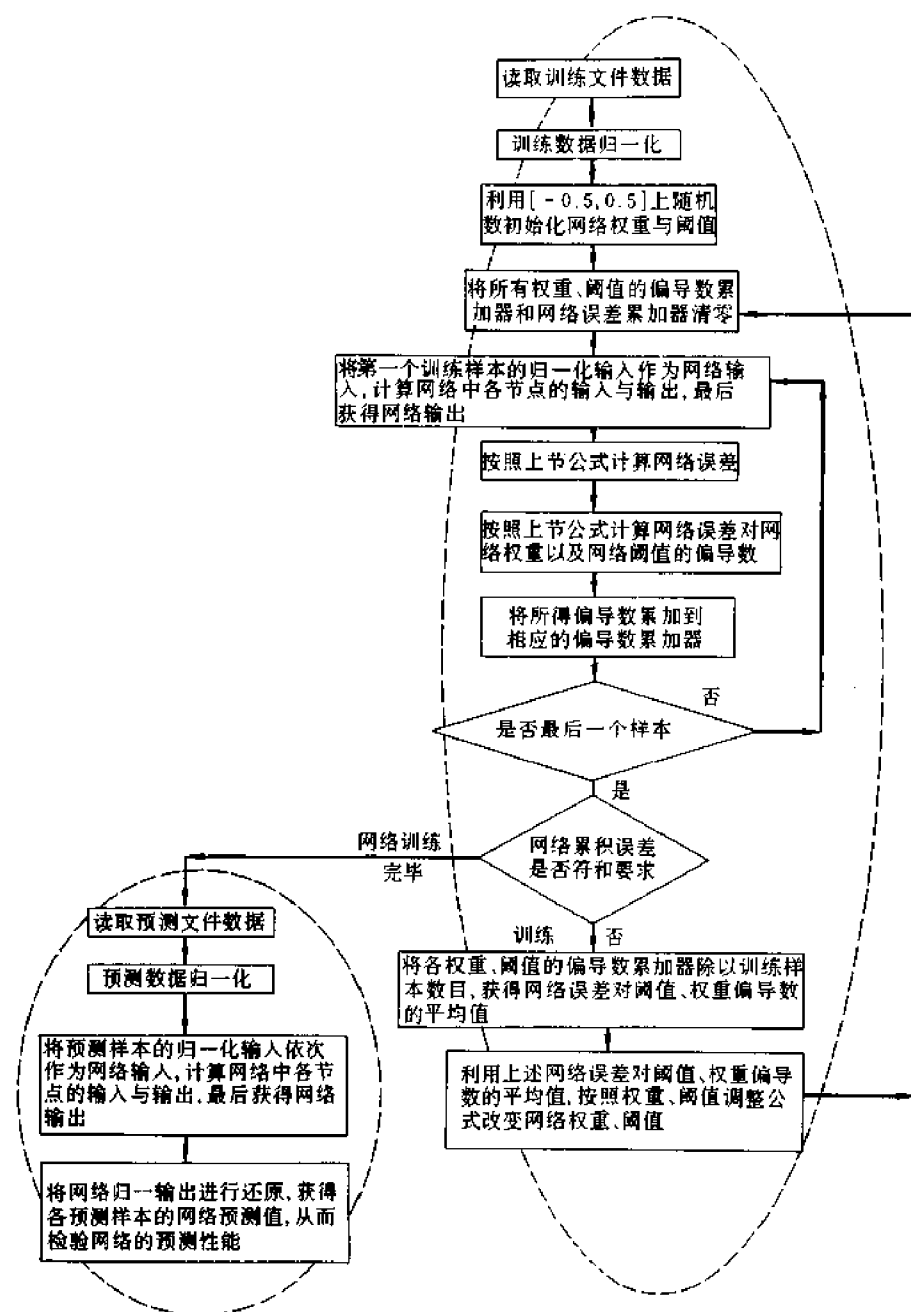 读取训练文件数据
训练数据归一化
利用[-0.5,0.5]上随机
数初始化网络权重与阈值
将所有权重、阈值的偏导数累
加器和网络误差累加器清零
将第一个训练样本的归一化输入作为网络输
入,计算网络中各节点的输入与输出,最后
获得网络输出
按照上节公式计算网络误差
按照上节公式计算网络误差对网
络权重以及网络阈值的偏导数
将所得偏导数累加到
相应的偏导数累加器
否
是否最后一个样本
是
网络累积误差
是否符和要求
网络训练
完毕
训练
否
将各权重、阈值的偏导数累加器除以训练样
本数目,获得网络误差对阈值、权重偏导数
的平均值
利用上述网络误差对阈值、权重偏导
数的平均值,按照权重、阈值调整公
式改变网络权重、阈值
读取预测文件数据
预测数据归一化
将预测样本的归一化输入依次
作为网络输入,计算网络中各节
点的输入与输出,最后获得网络
输出
将网络归一输出进行还原,获得
各预测样本的网络预测值,从而
检验网络的预测性能